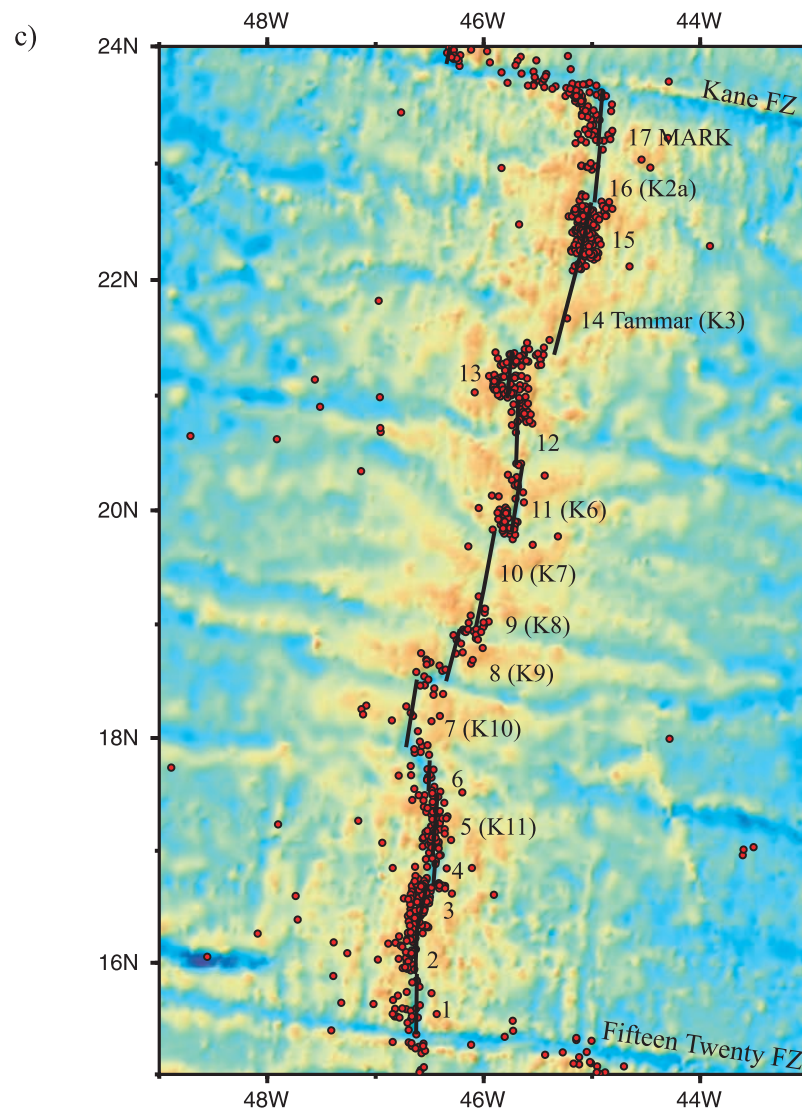 c)
48W 46W 44W
24N
Kane FZ
17 MARK
16 (K2a)
15
22N
14 Tammar (K3)
13
12
20N
11 (K6)
10 (K7)
9 (K8)
8 (K9)
7 (K10)
18N
6
5 (K11)
4
3
16N
2
1
Fifteen Twenty FZ
48W 46W 44W